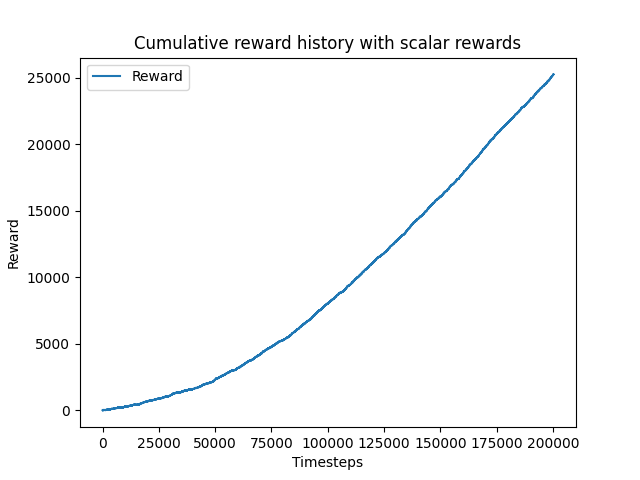 Cumulative reward history with scalar rewards
Reward
25000
20000
15000
10000
5000
0
Reward
0 25000 50000 75000 100000 125000 150000 175000 200000
Timesteps